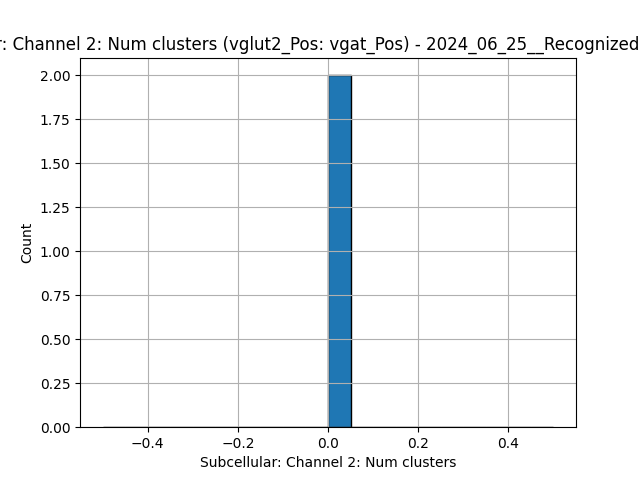 r: Channel 2: Num clusters (vglut2_Pos: vgat_Pos) - 2024_06_25__Recognized
2.00
1.75
1.50
1.25
1.00
0.75
0.50
0.25
0.00
Count
−0.4 −0.2 0.0 0.2 0.4
Subcellular: Channel 2: Num clusters